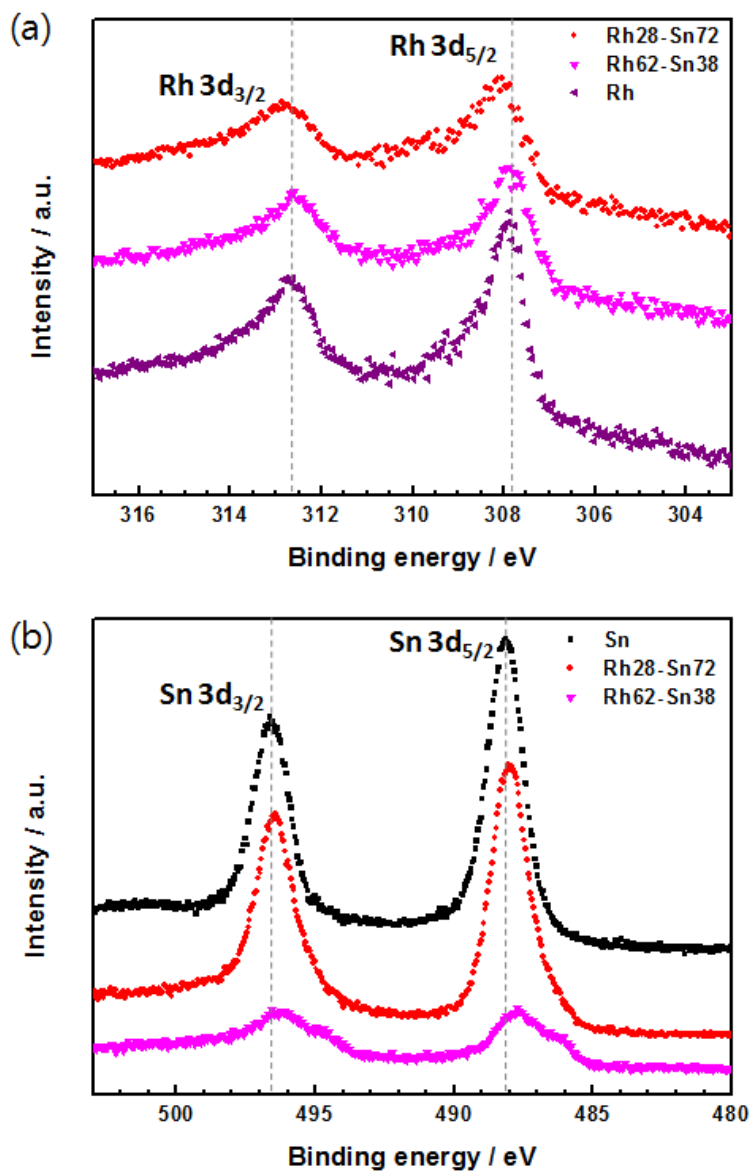 (a)
Rh 3d3/2
Rh 3d5/2
Rh28-Sn72
Rh62-Sn38
Rh
Intensity / a.u.
316 314 312 310 308 306 304
Binding energy / eV
(b)
Sn 3d3/2
Sn 3d5/2
Sn
Rh28-Sn72
Rh62-Sn38
Intensity / a.u.
500 495 490 485 480
Binding energy / eV